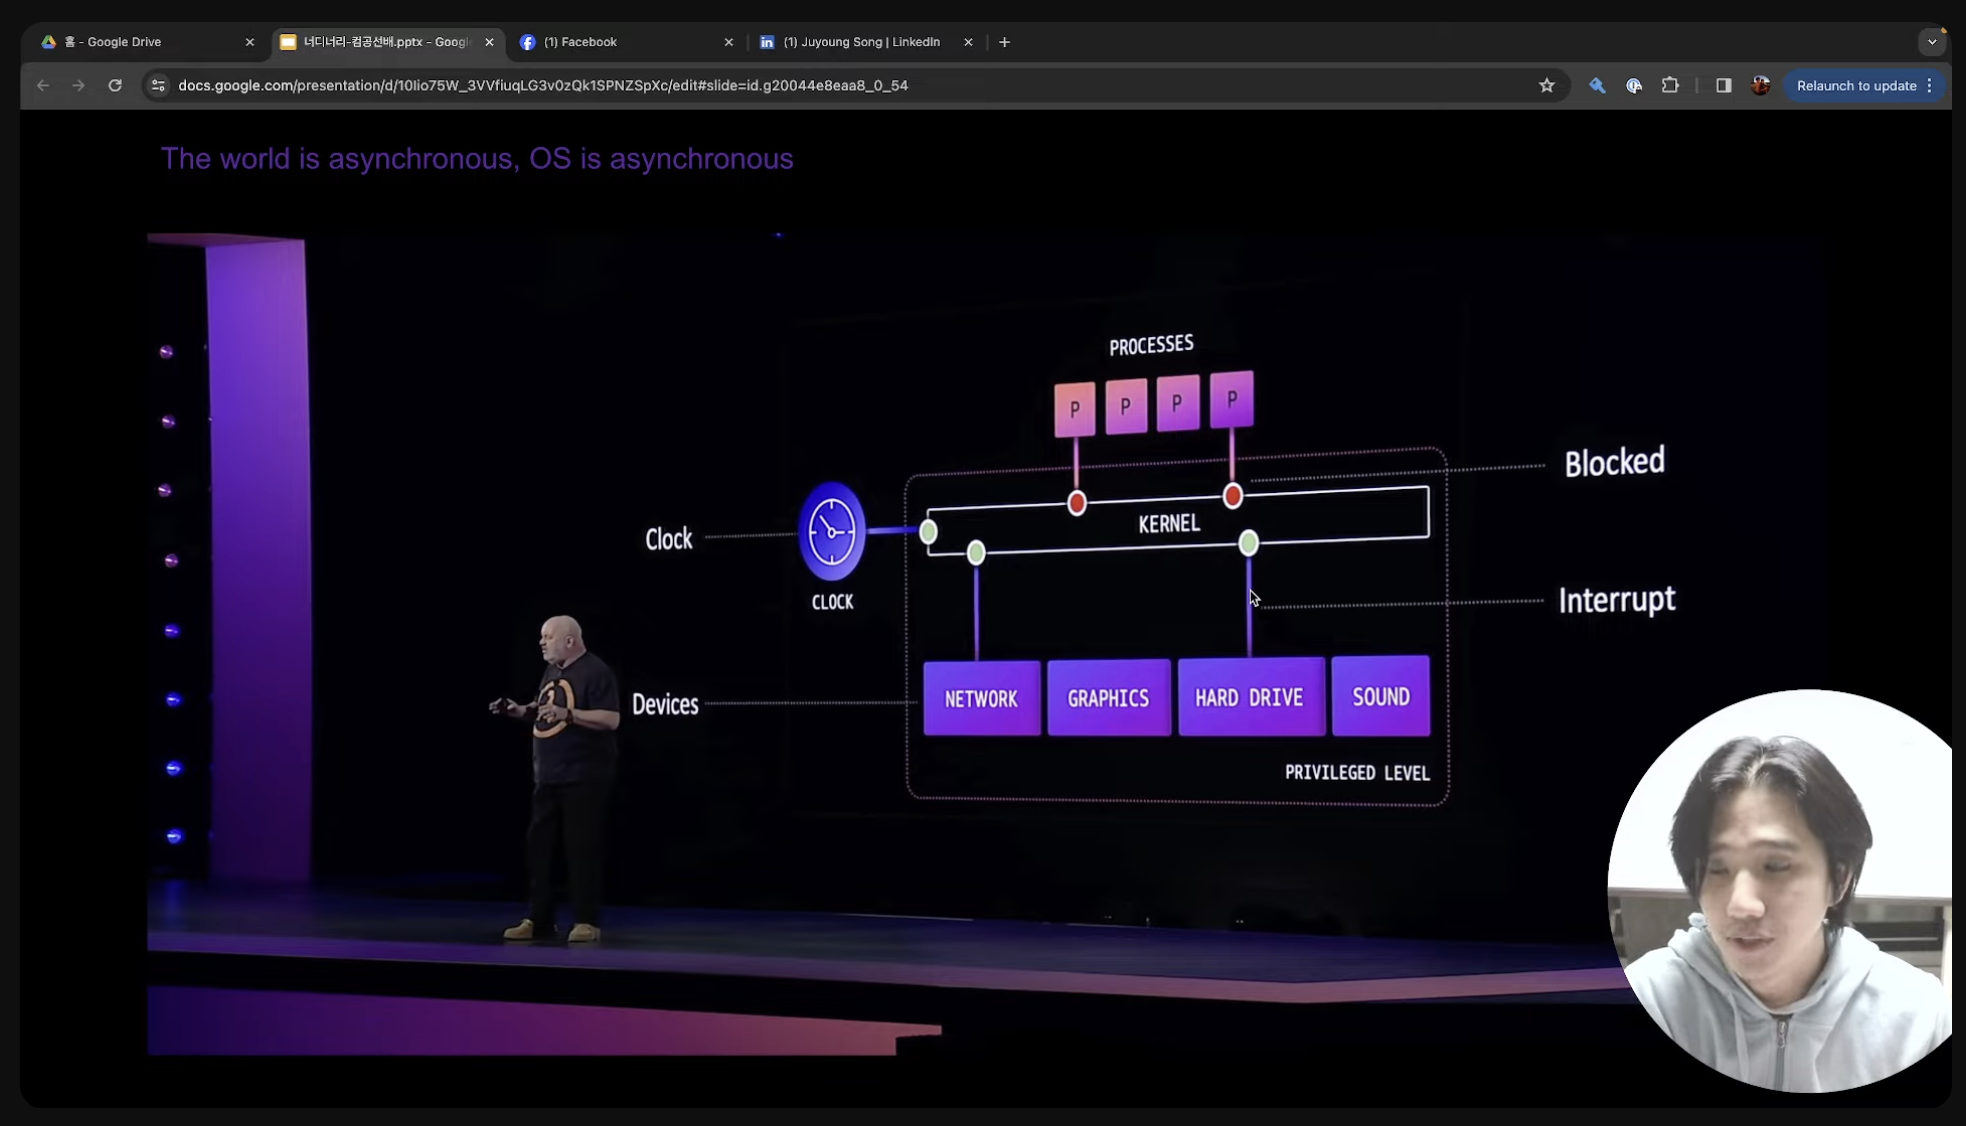 홈 - Google Drive
너디너리-컴공선배.pptx - Googl
(1) Facebook
(1) Juyoung Song | LinkedIn
docs.google.com/presentation/d/10lio75W_3VVfiuqLG3v0zQk1SPNZSpXc/edit#slide=id.g20044e8eaa8_0_54
Relaunch to update
The world is asynchronous, OS is asynchronous
PROCESSES
P P P P
Blocked
KERNEL
Clock
CLOCK
Interrupt
Devices
NETWORK GRAPHICS HARD DRIVE SOUND
PRIVILEGED LEVEL